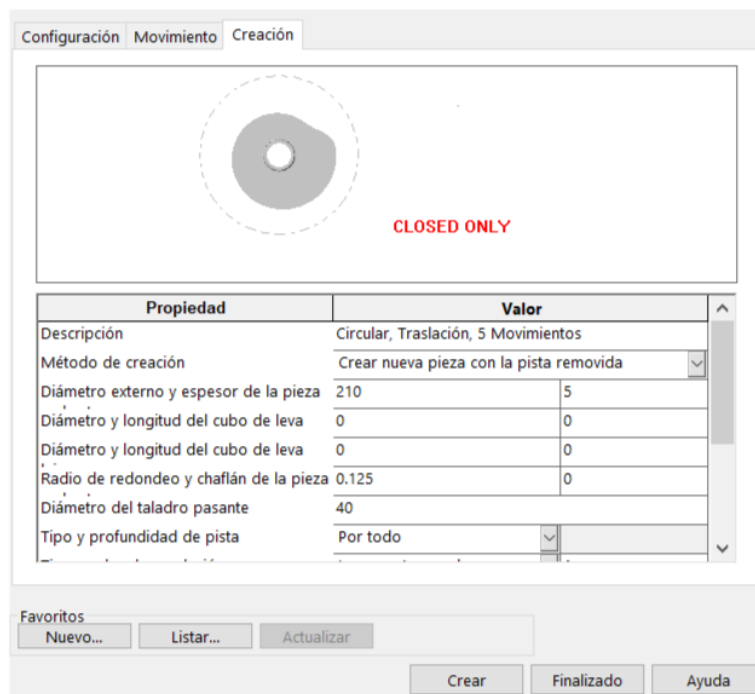 Configuración Movimiento Creación
CLOSED ONLY
Propiedad Valor
Descripción Circular, Traslación, 5 Movimientos
Método de creación Crear nueva pieza con la pista removida
Diámetro externo y espesor de la pieza 210 5
Diámetro y longitud del cubo de leva 0 0
Diámetro y longitud del cubo de leva 0 0
Radio de redondeo y chaflán de la pieza 0.125 0
Diámetro del taladro pasante 40
Tipo y profundidad de pista Por todo
Favoritos
Nuevo... Listar... Actualizar
Crear Finalizado Ayuda